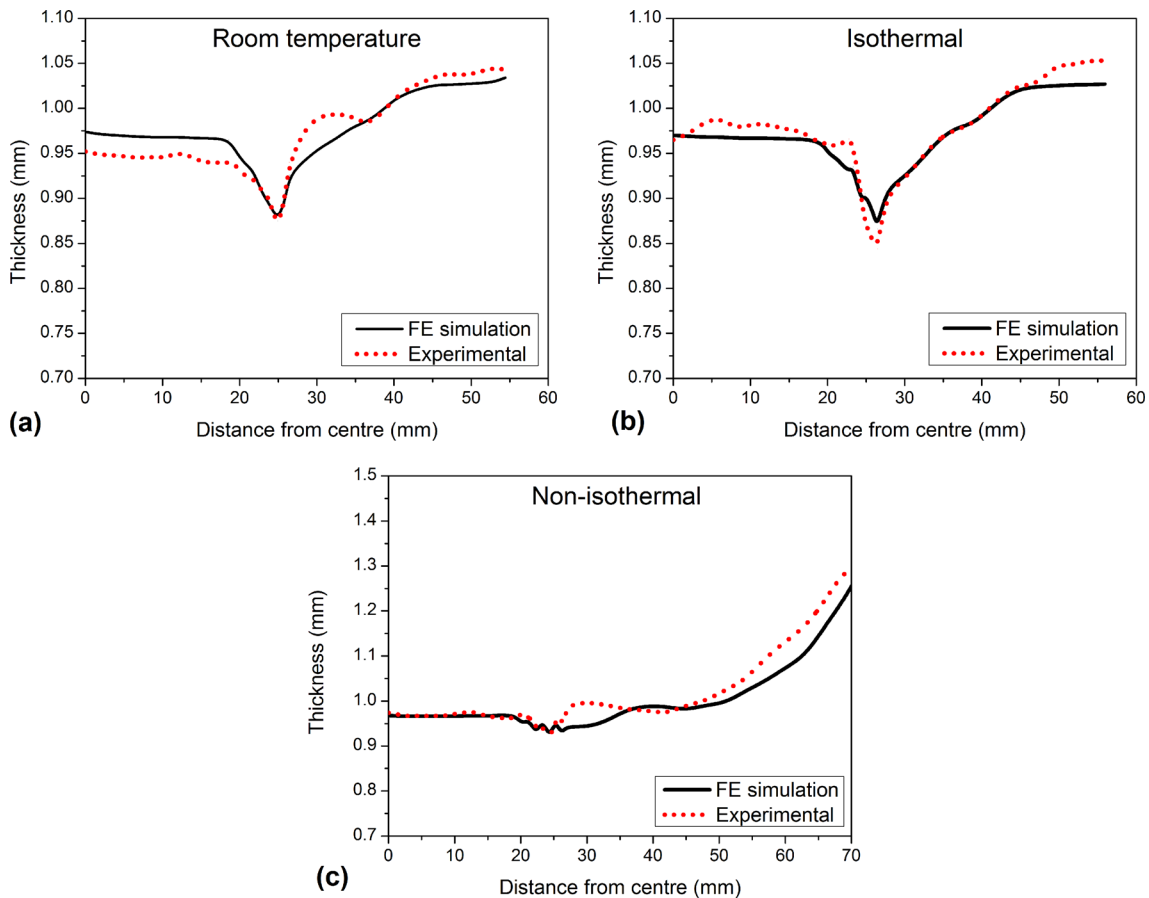 Room temperature
1.10
1.05
1.00
0.95
0.90
0.85
0.80
0.75
0.70
Thickness (mm)
FE simulation
Experimental
0 10 20 30 40 50 60
Distance from centre (mm)
(a)
Isothermal
1.10
1.05
1.00
0.95
0.90
0.85
0.80
0.75
0.70
Thickness (mm)
FE simulation
Experimental
0 10 20 30 40 50 60
Distance from centre (mm)
(b)
Non-isothermal
1.5
1.4
1.3
1.2
1.1
1.0
0.9
0.8
0.7
Thickness (mm)
FE simulation
Experimental
0 10 20 30 40 50 60 70
Distance from centre (mm)
(c)